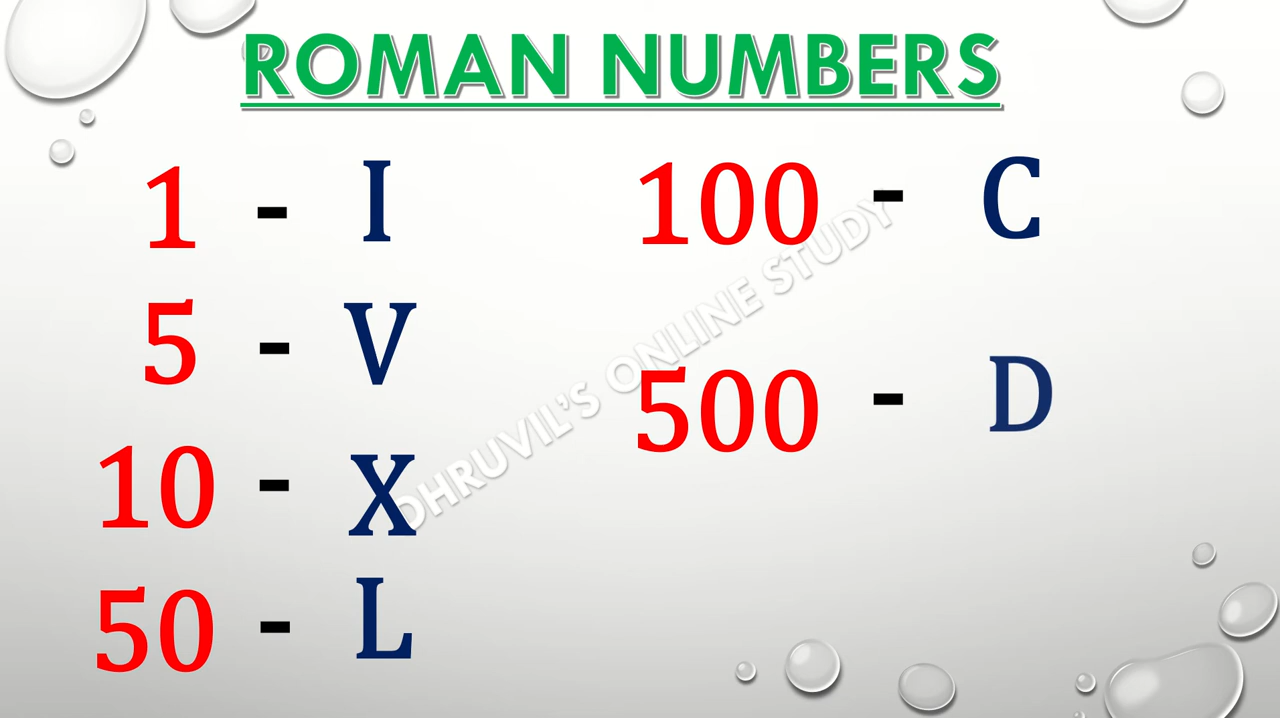 ROMAN NUMBERS
1 - I
5 - V
10 - X
50 - L
100 - C
500 - D
DHRUVIL'S ONLINE STUDY